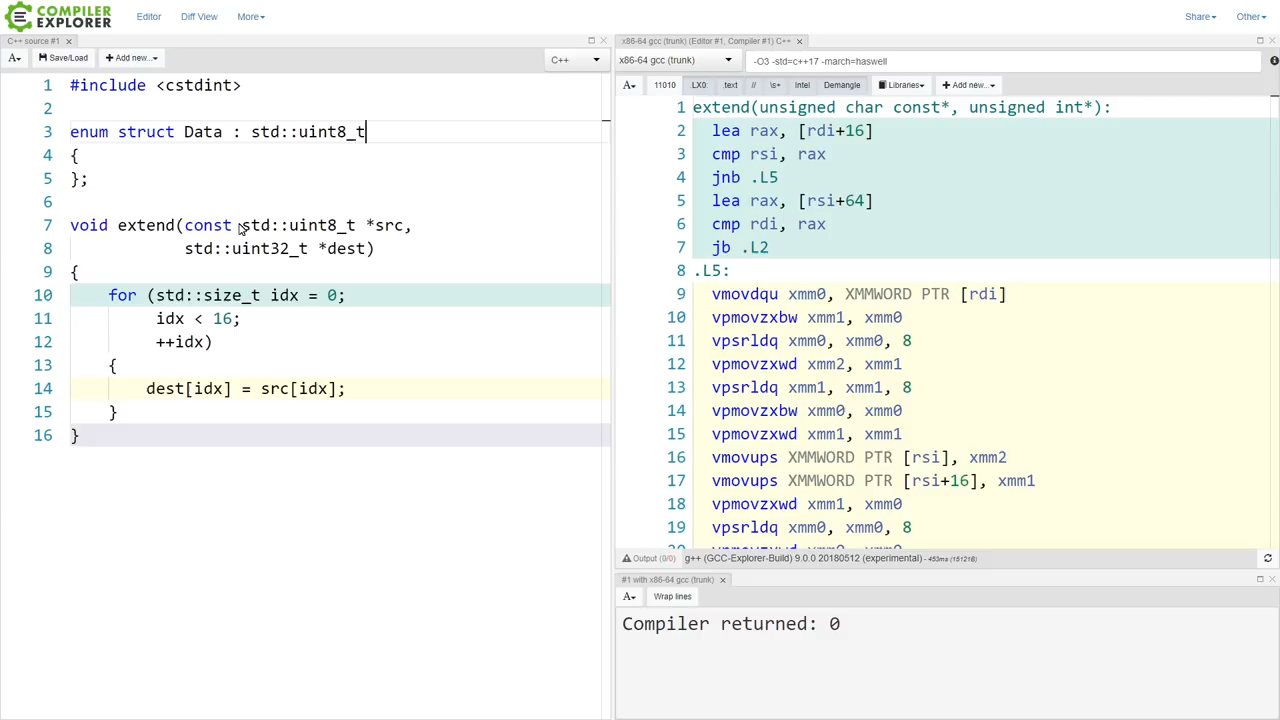 COMPILER EXPLORER
Editor
Diff View
More
Share
Other
C++ source #1 ×
A
Save/Load
+ Add new...
C++
1 #include <cstdint>
2
3 enum struct Data : std::uint8_t
4 {
5 };
6
7 void extend(const std::uint8_t *src,
8 std::uint32_t *dest)
9 {
10 for (std::size_t idx = 0;
11 idx < 16;
12 ++idx)
13 {
14 dest[idx] = src[idx];
15 }
16 }
x86-64 gcc (trunk) (Editor #1, Compiler #1) C++ ×
x86-64 gcc (trunk)
-O3 -std=c++17 -march=haswell
A
11010
.LX0:
.text
//
\s+
Intel
Demangle
Libraries
+ Add new...
1 extend(unsigned char const*, unsigned int*):
2 lea rax, [rdi+16]
3 cmp rsi, rax
4 jnb .L5
5 lea rax, [rsi+64]
6 cmp rdi, rax
7 jb .L2
8 .L5:
9 vmovdqu xmm0, XMMWORD PTR [rdi]
10 vpmovzxbw xmm1, xmm0
11 vpsrldq xmm0, xmm0, 8
12 vpmovzxwd xmm2, xmm1
13 vpsrldq xmm1, xmm1, 8
14 vpmovzxbw xmm0, xmm0
15 vpmovzxwd xmm1, xmm1
16 vmovups XMMWORD PTR [rsi], xmm2
17 vmovups XMMWORD PTR [rsi+16], xmm1
18 vpmovzxwd xmm1, xmm0
19 vpsrldq xmm0, xmm0, 8
Output (0/0) g++ (GCC-Explorer-Build) 9.0.0 20180512 (experimental) - 453ms (15121B)
#1 with x86-64 gcc (trunk) ×
A
Wrap lines
Compiler returned: 0